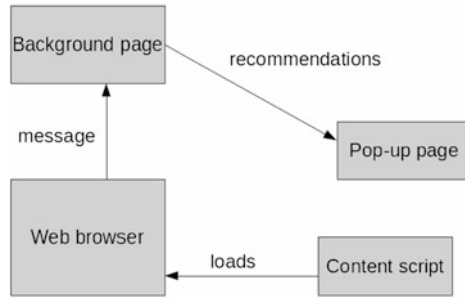 Background page
recommendations
message
Pop-up page
Web browser
loads
Content script